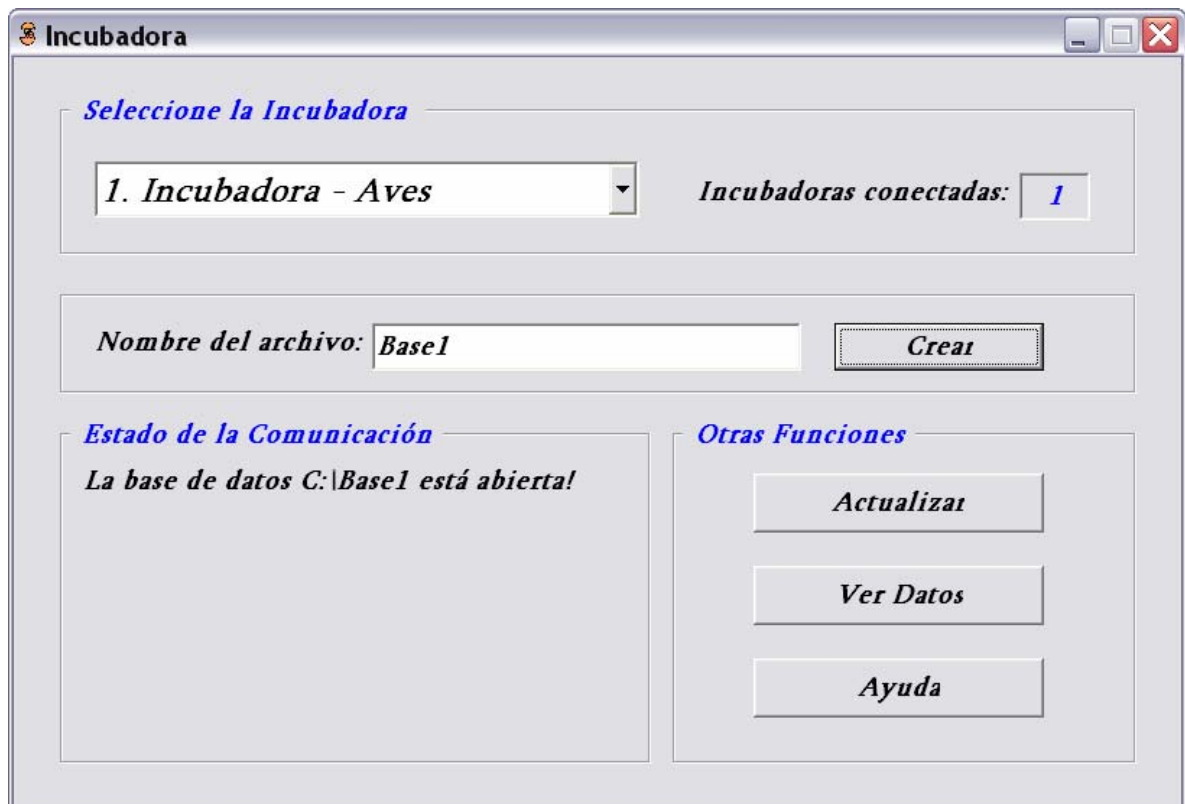 Incubadora
Seleccione la Incubadora
1. Incubadora - Aves
Incubadoras conectadas: 1
Nombre del archivo: Base1
Crear
Estado de la Comunicación
La base de datos C:\Base1 está abierta!
Otras Funciones
Actualizar
Ver Datos
Ayuda